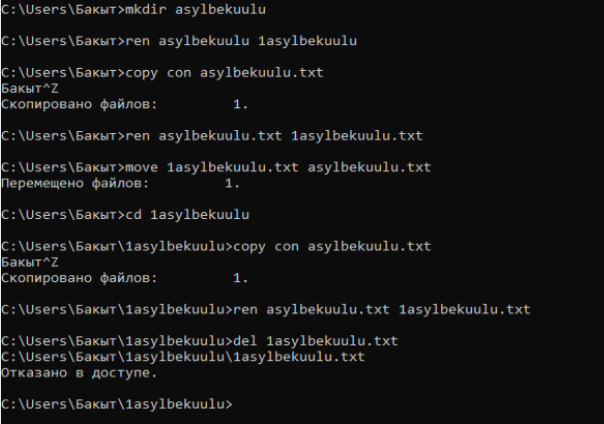 C:\Users\Бакыт>mkdir asylbekuulu
C:\Users\Бакыт>ren asylbekuulu 1asylbekuulu
C:\Users\Бакыт>copy con asylbekuulu.txt
Бакыт^Z
Скопировано файлов:         1.
C:\Users\Бакыт>ren asylbekuulu.txt 1asylbekuulu.txt
C:\Users\Бакыт>move 1asylbekuulu.txt asylbekuulu.txt
Перемещено файлов:         1.
C:\Users\Бакыт>cd 1asylbekuulu
C:\Users\Бакыт\1asylbekuulu>copy con asylbekuulu.txt
Бакыт^Z
Скопировано файлов:         1.
C:\Users\Бакыт\1asylbekuulu>ren asylbekuulu.txt 1asylbekuulu.txt
C:\Users\Бакыт\1asylbekuulu>del 1asylbekuulu.txt
C:\Users\Бакыт\1asylbekuulu\1asylbekuulu.txt
Отказано в доступе.
C:\Users\Бакыт\1asylbekuulu>